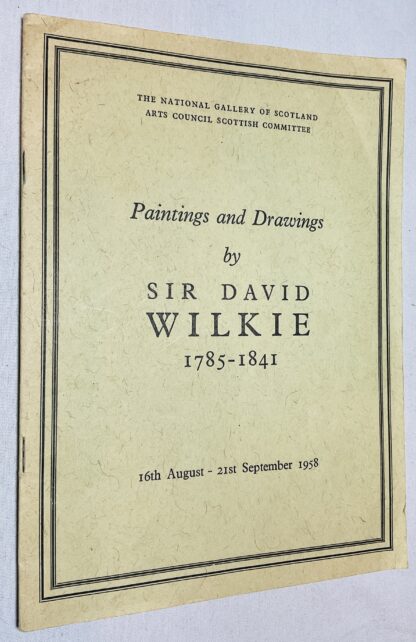 THE NATIONAL GALLERY OF SCOTLAND
ARTS COUNCIL SCOTTISH COMMITTEE
Paintings and Drawings
by
SIR DAVID
WILKIE
1785-1841
16th August - 21st September 1958